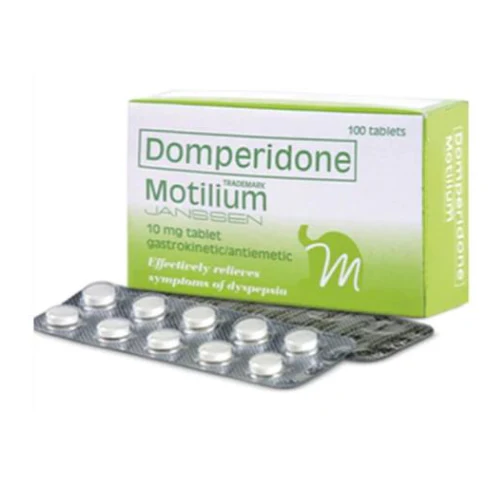 100 tablets
Domperidone
TRADEMARK
Motilium
JANSSEN
10 mg tablet
gastrokinetic/antiemetic
Effectively relieves
symptoms of dyspepsia
m
Domperidone
Motilium